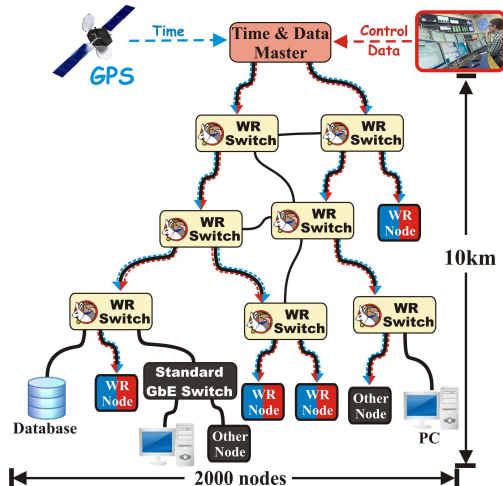 Time
Time & Data
Master
Control
Data
GPS
WR
Switch
WR
Switch
WR
Switch
WR
Switch
WR
Node
10km
WR
Switch
WR
Switch
WR
Switch
Standard
GbE Switch
WR
Node
WR
Node
WR
Node
Other
Node
Database
Other
Node
PC
2000 nodes